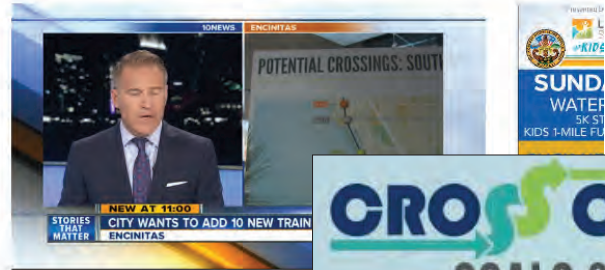 10NEWS ENCINITAS
POTENTIAL CROSSINGS:
NEW AT 11:00
STORIES THAT MATTER
CITY WANTS TO ADD 10 NEW TRAIN
ENCINITAS
SUNDA
WATER
5K ST
KIDS 1-MILE FU
CROSS C